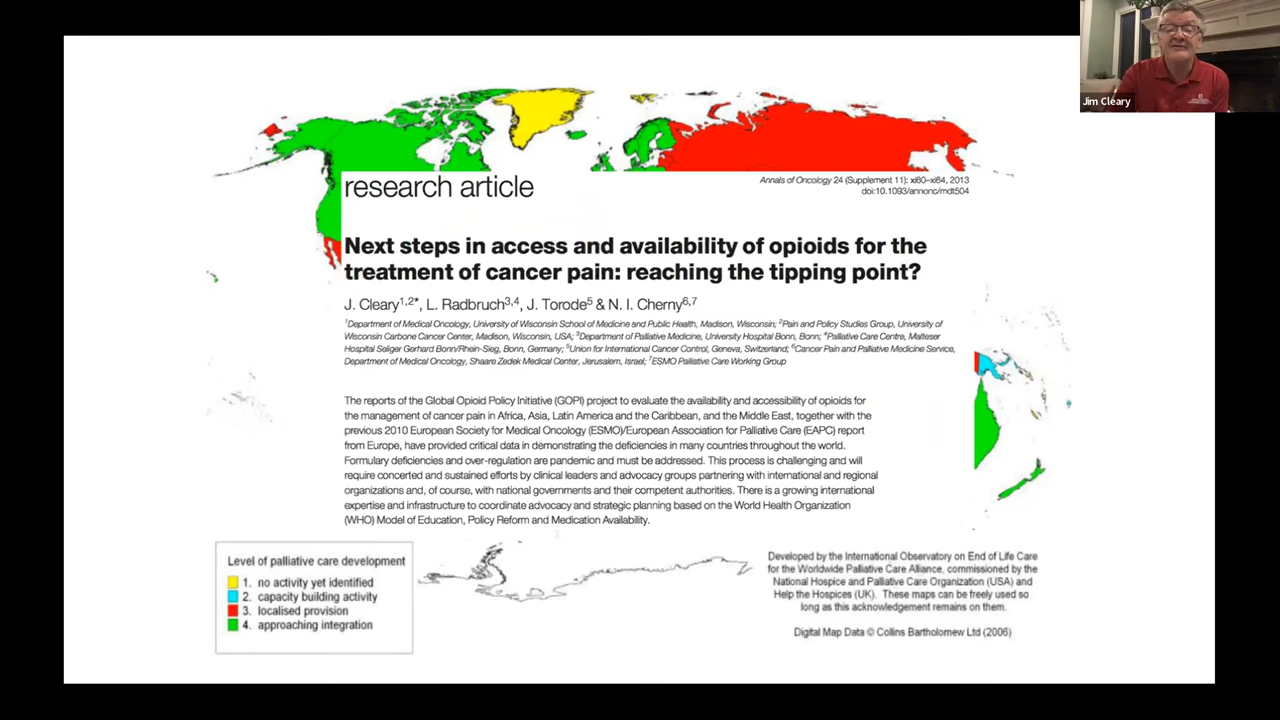 Jim Cleary
research article
Annals of Oncology 24 (Supplement 11): xi60–xi64, 2013
doi:10.1093/annonc/mdt504
Next steps in access and availability of opioids for the
treatment of cancer pain: reaching the tipping point?
J. Cleary1,2*, L. Radbruch3,4, J. Torode5 & N. I. Cherny6,7
1Department of Medical Oncology, University of Wisconsin School of Medicine and Public Health, Madison, Wisconsin; 2Pain and Policy Studies Group, University of
Wisconsin Carbone Cancer Center, Madison, Wisconsin, USA; 3Department of Palliative Medicine, University Hospital Bonn, Bonn; 4Palliative Care Centre, Malteser
Hospital Seliger Gerhard Bonn/Rhein-Sieg, Bonn, Germany; 5Union for International Cancer Control, Geneva, Switzerland; 6Cancer Pain and Palliative Medicine Service,
Department of Medical Oncology, Shaare Zedek Medical Center, Jerusalem, Israel; 7ESMO Palliative Care Working Group
The reports of the Global Opioid Policy Initiative (GOPI) project to evaluate the availability and accessibility of opioids for
the management of cancer pain in Africa, Asia, Latin America and the Caribbean, and the Middle East, together with the
previous 2010 European Society for Medical Oncology (ESMO)/European Association for Palliative Care (EAPC) report
from Europe, have provided critical data in demonstrating the deficiencies in many countries throughout the world.
Formulary deficiencies and over-regulation are pandemic and must be addressed. This process is challenging and will
require concerted and sustained efforts by clinical leaders and advocacy groups partnering with international and regional
organizations and, of course, with national governments and their competent authorities. There is a growing international
expertise and infrastructure to coordinate advocacy and strategic planning based on the World Health Organization
(WHO) Model of Education, Policy Reform and Medication Availability.
Level of palliative care development
1. no activity yet identified
2. capacity building activity
3. localised provision
4. approaching integration
Developed by the International Observatory on End of Life Care
for the Worldwide Palliative Care Alliance, commissioned by the
National Hospice and Palliative Care Organization (USA) and
Help the Hospices (UK). These maps can be freely used so
long as this acknowledgement remains on them.
Digital Map Data © Collins Bartholomew Ltd (2006)